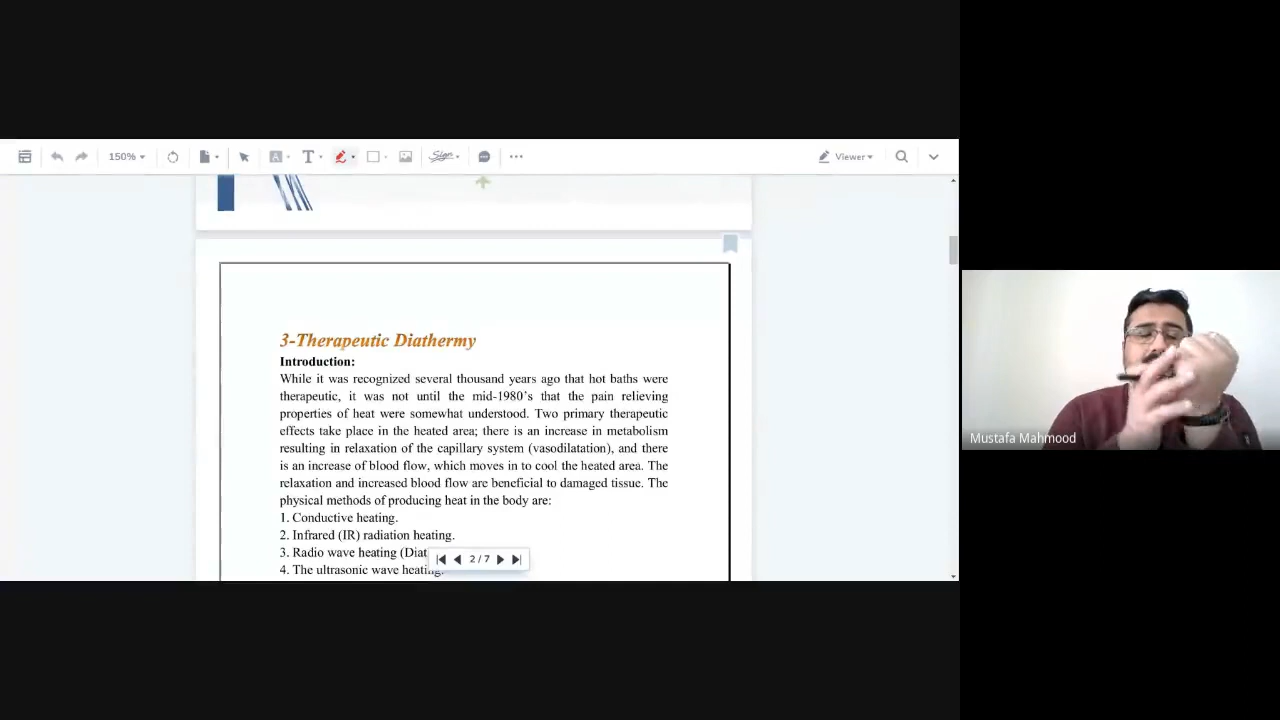 150%
Viewer
3-Therapeutic Diathermy
Introduction:
While it was recognized several thousand years ago that hot baths were
therapeutic, it was not until the mid-1980's that the pain relieving
properties of heat were somewhat understood. Two primary therapeutic
effects take place in the heated area; there is an increase in metabolism
resulting in relaxation of the capillary system (vasodilatation), and there
is an increase of blood flow, which moves in to cool the heated area. The
relaxation and increased blood flow are beneficial to damaged tissue. The
physical methods of producing heat in the body are:
1. Conductive heating.
2. Infrared (IR) radiation heating.
3. Radio wave heating (Diat
4. The ultrasonic wave heating.
2 / 7
Mustafa Mahmood